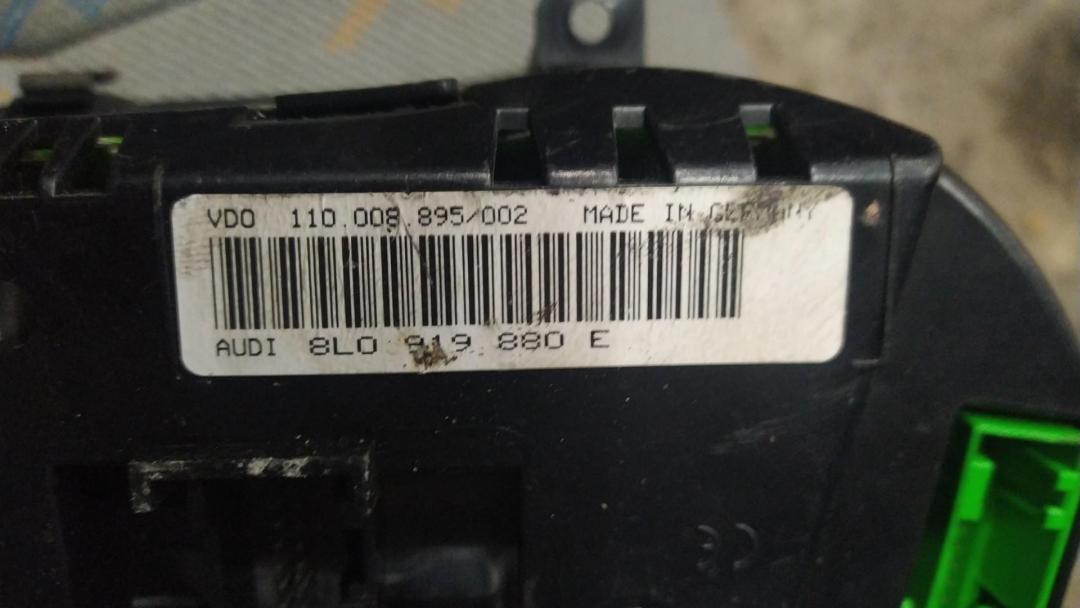 VDO 110.008.895/002 MADE IN GERMANY
AUDI 8L0 919 880 E